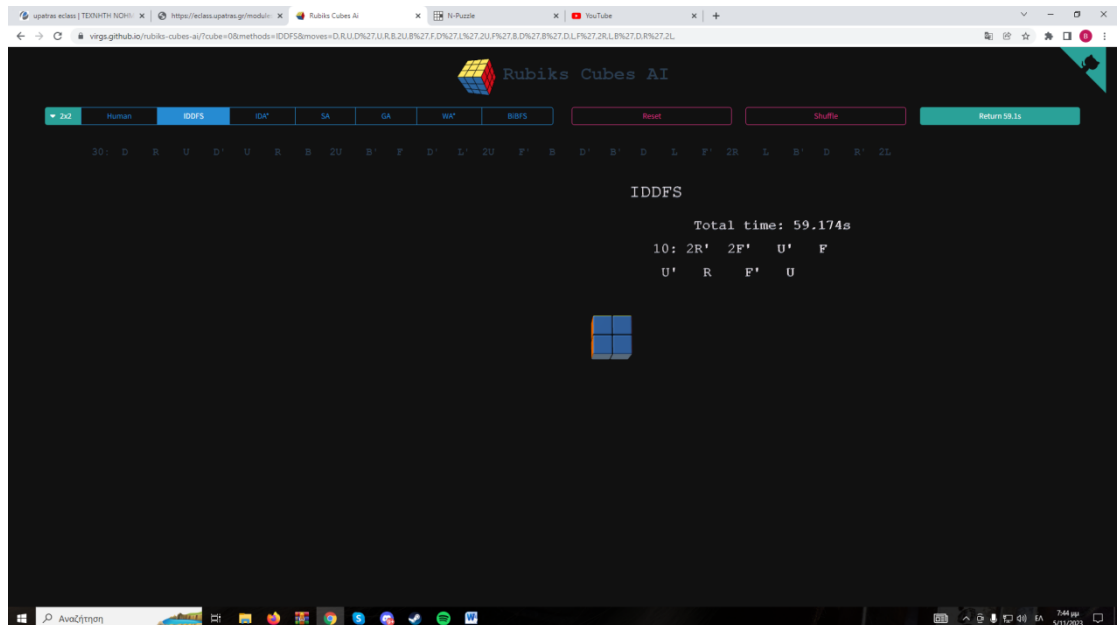 upatras eclass | ΤΕΧΝΗΤΗ ΝΟΗΜ
https://eclass.upatras.gr/module
Rubiks Cubes Ai
N-Puzzle
YouTube
virgs.github.io/rubiks-cubes-ai/?cube=0&methods=IDDFS&moves=D,R,U,D%27,U,R,B,2U,B%27,F,D%27,L%27,2U,F%27,B,D%27,B%27,D,L,F%27,2R,L,B%27,D,R%27,2L
Rubiks Cubes AI
2x2 Human IDDFS IDA* SA GA WA* BiBFS Reset Shuffle Return 59.1s
30: D R U D' U R B 2U B' F D' L' 2U F' B D' B' D L F' 2R L B' D R' 2L
IDDFS
Total time: 59.174s
10: 2R' 2F' U' F
U' R F' U
Αναζήτηση
ΕΛ
7:44 μμ
5/11/2023